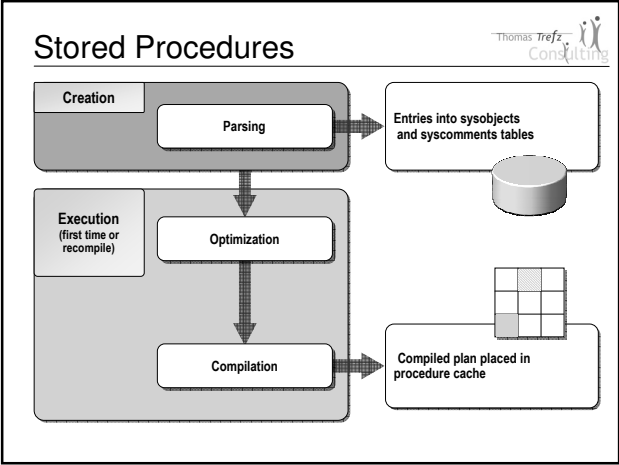 Stored Procedures
Thomas Trefz
Consulting
Creation
Parsing
Entries into sysobjects
and syscomments tables
Execution
(first time or
recompile)
Optimization
Compilation
Compiled plan placed in
procedure cache